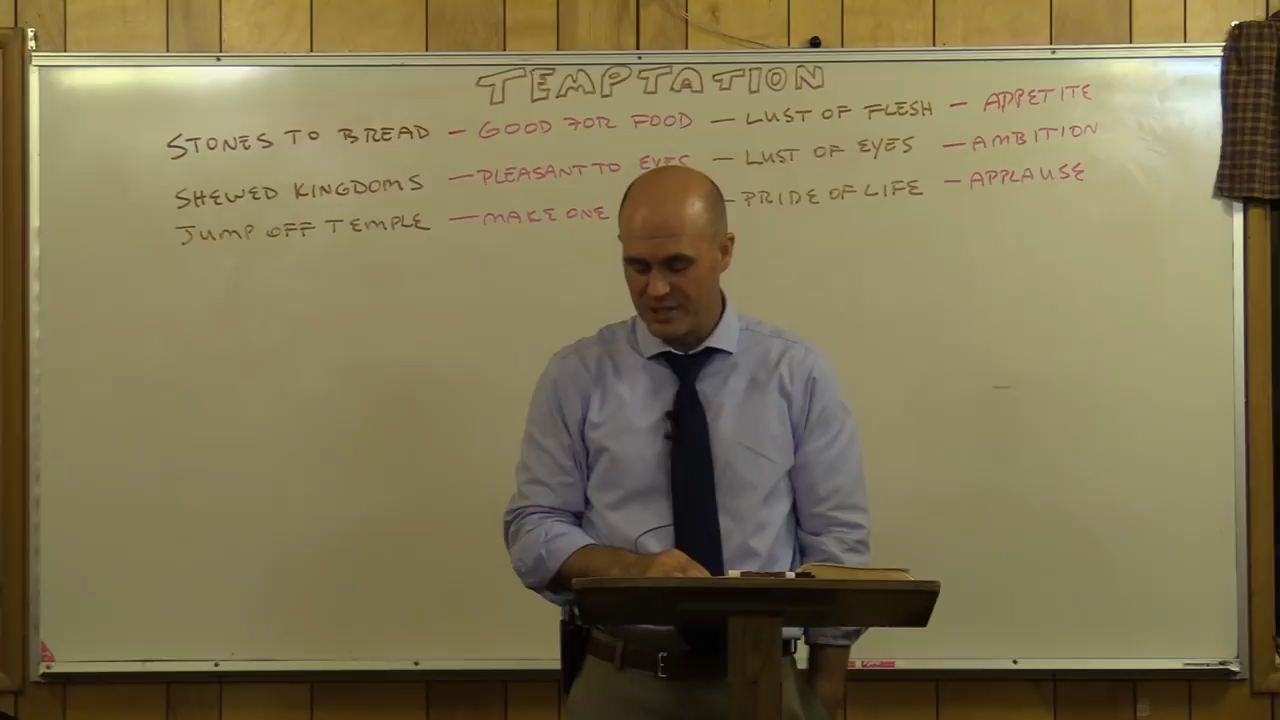 TEMPTATION
STONES TO BREAD – GOOD FOR FOOD – LUST OF FLESH – APPETITE
SHEWED KINGDOMS – PLEASANT TO EYES – LUST OF EYES – AMBITION
JUMP OFF TEMPLE – MAKE ONE – PRIDE OF LIFE – APPLAUSE